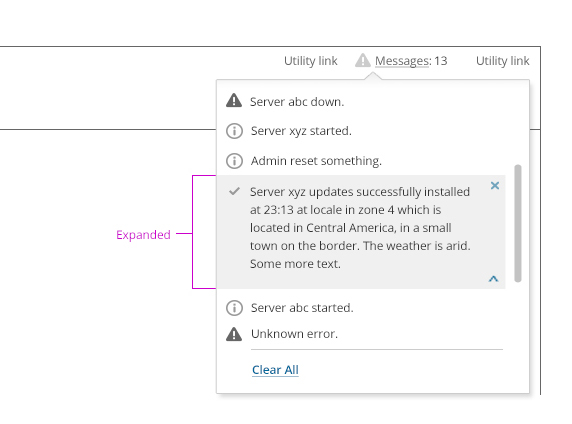 Utility link Messages: 13 Utility link
Server abc down.
Server xyz started.
Admin reset something.
Expanded
Server xyz updates successfully installed
at 23:13 at locale in zone 4 which is
located in Central America, in a small
town on the border. The weather is arid.
Some more text.
Server abc started.
Unknown error.
Clear All